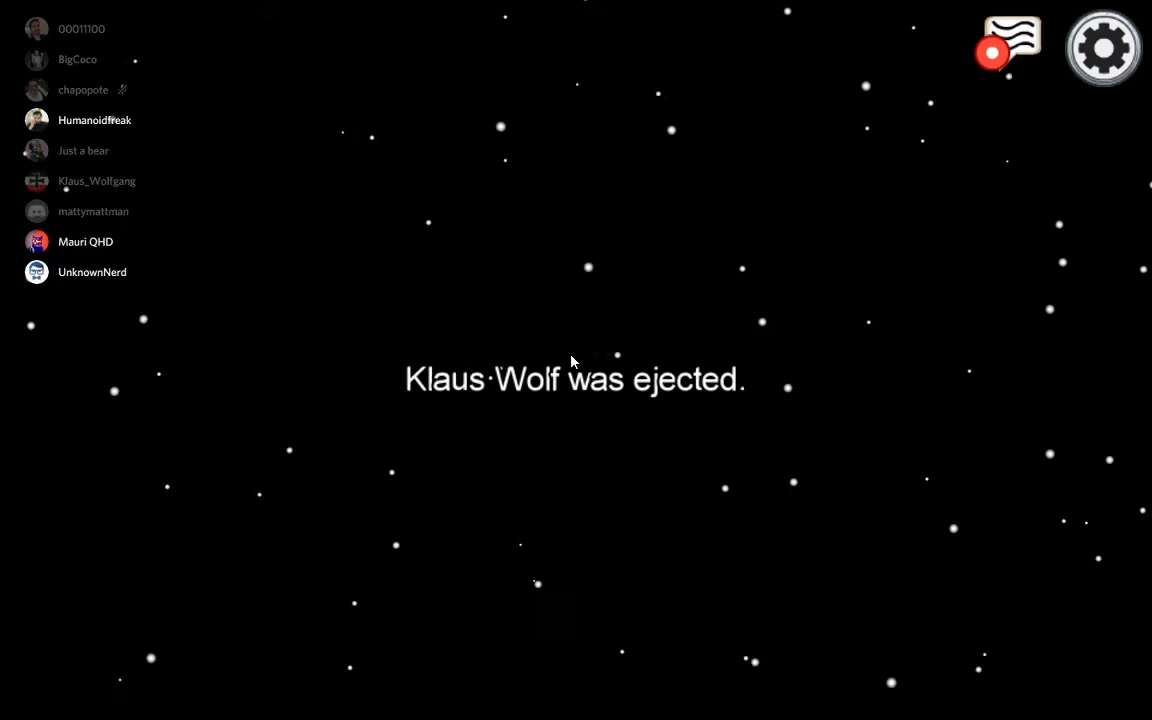 00011100
BigCoco
chapopote
Humanoidfreak
Just a bear
Klaus_Wolfgang
mattymattman
Mauri QHD
UnknownNerd
Klaus Wolf was ejected.